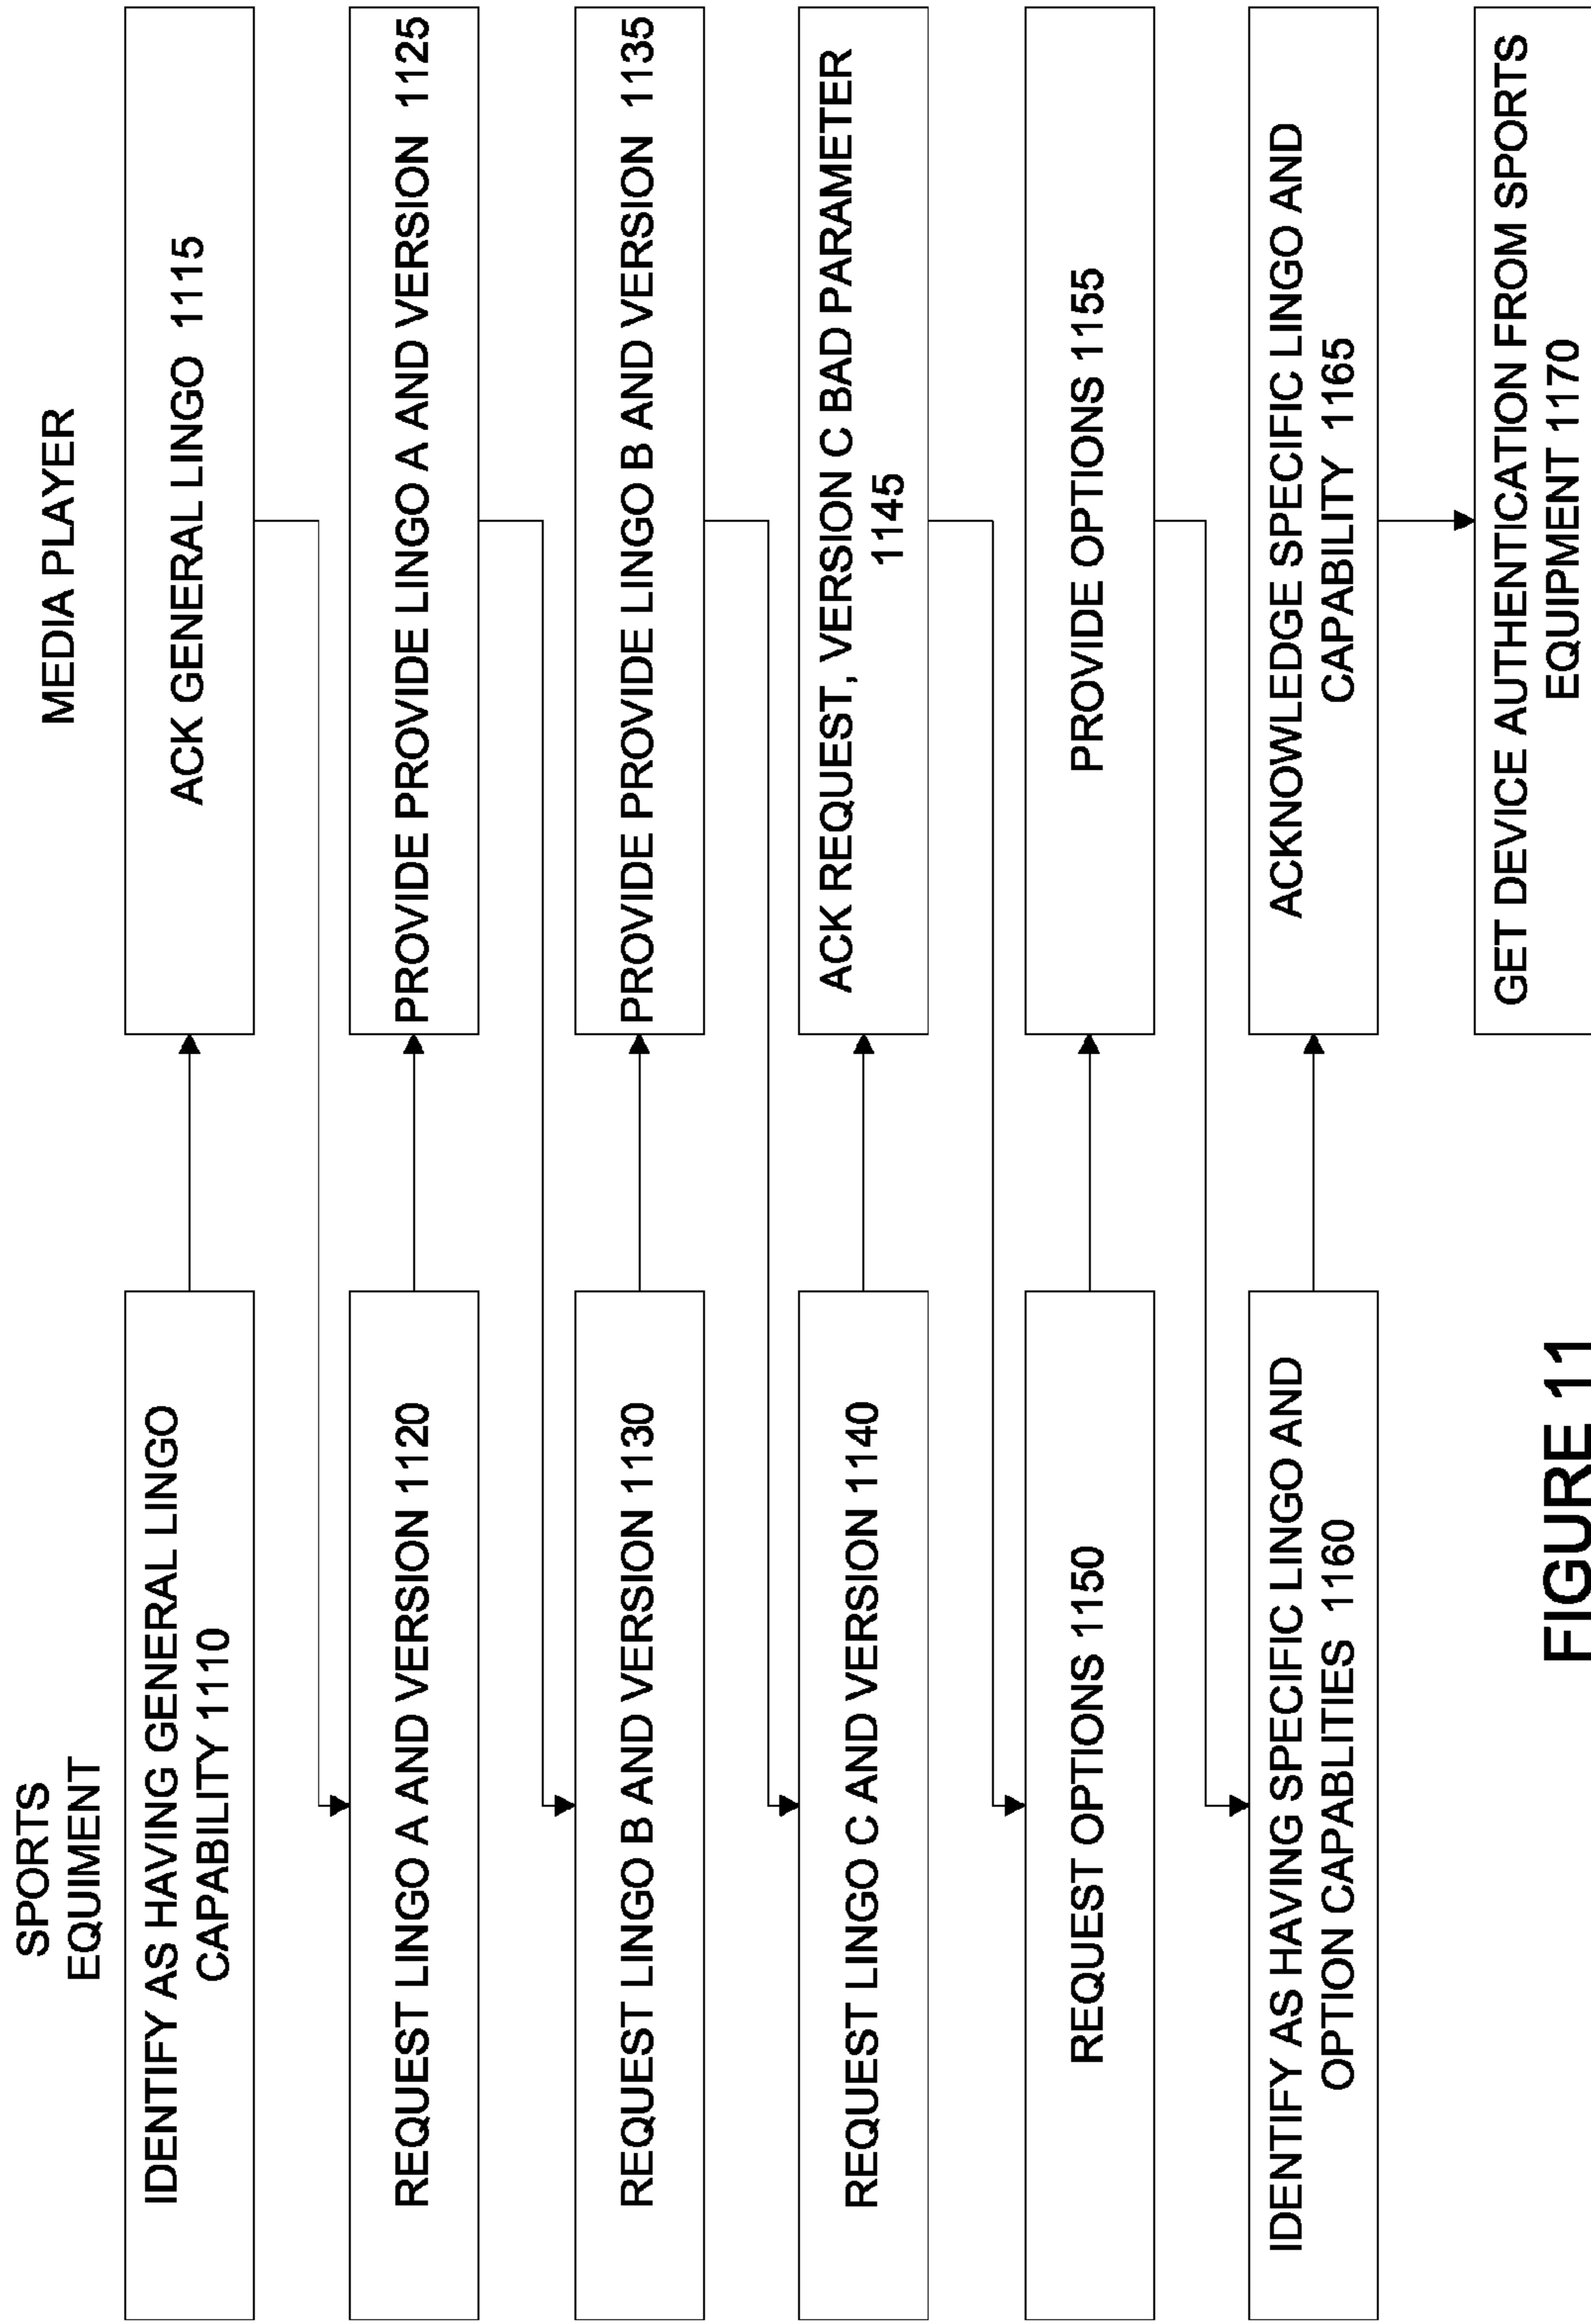 SPORTS
EQUIMENT
MEDIA PLAYER
IDENTIFY AS HAVING GENERAL LINGO
CAPABILITY 1110
ACK GENERAL LINGO 1115
REQUEST LINGO A AND VERSION 1120
PROVIDE PROVIDE LINGO A AND VERSION 1125
REQUEST LINGO B AND VERSION 1130
PROVIDE PROVIDE LINGO B AND VERSION 1135
REQUEST LINGO C AND VERSION 1140
ACK REQUEST, VERSION C BAD PARAMETER
1145
REQUEST OPTIONS 1150
PROVIDE OPTIONS 1155
IDENTIFY AS HAVING SPECIFIC LINGO AND
OPTION CAPABLITIES 1160
ACKNOWLEDGE SPECIFIC LINGO AND
CAPABILITY 1165
GET DEVICE AUTHENTICATION FROM SPORTS
EQUIPMENT 1170
FIGURE 11